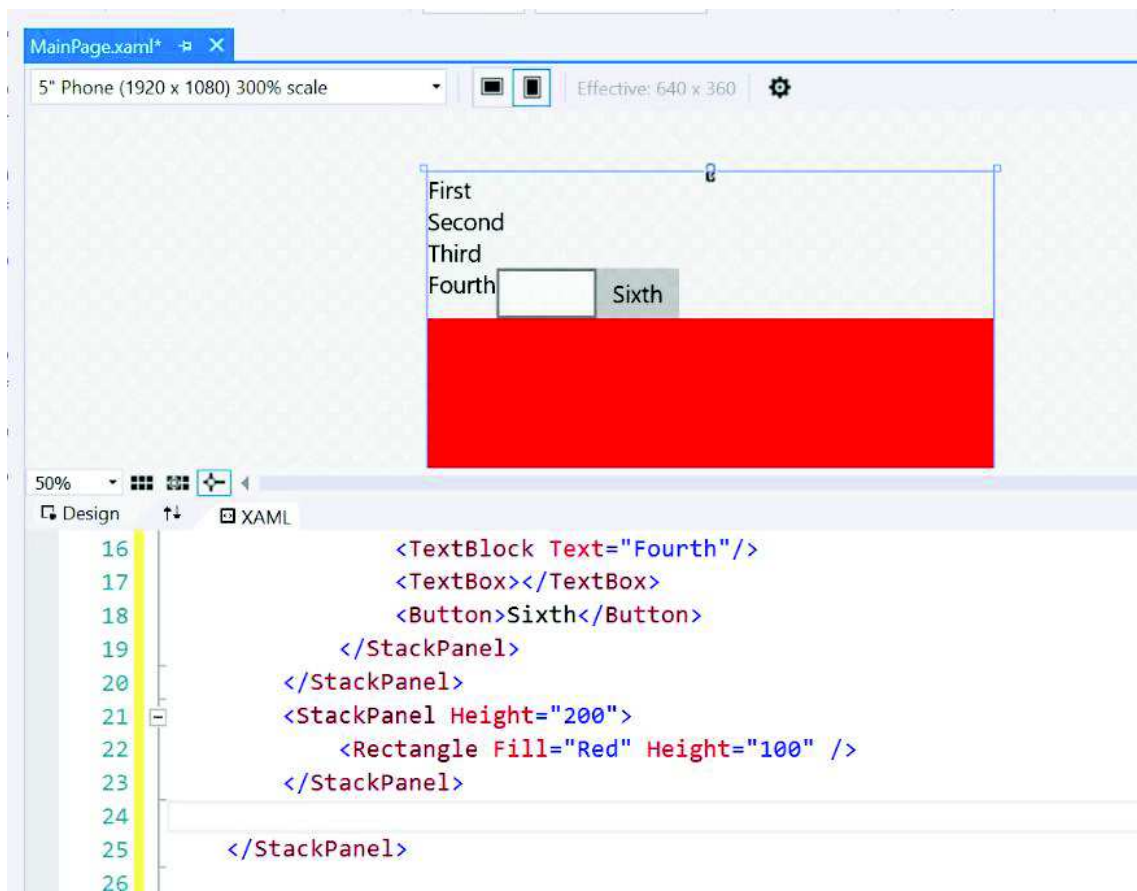 MainPage.xaml*
5" Phone (1920 x 1080) 300% scale
Effective: 640 x 360
First
Second
Third
Fourth
Sixth
50%
Design
XAML
16 <TextBlock Text="Fourth"/>
17 <TextBox></TextBox>
18 <Button>Sixth</Button>
19 </StackPanel>
20 </StackPanel>
21 <StackPanel Height="200">
22 <Rectangle Fill="Red" Height="100" />
23 </StackPanel>
24
25 </StackPanel>
26